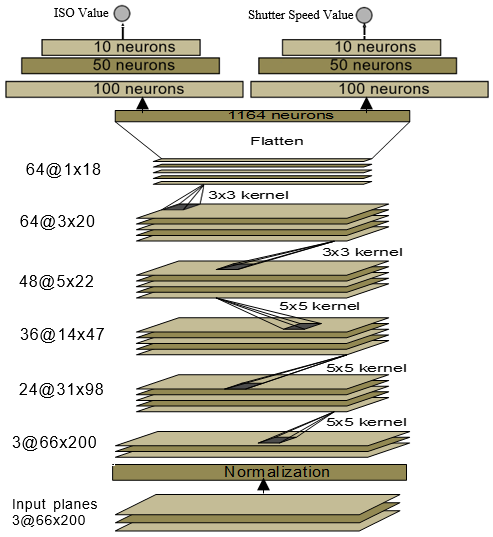 ISO Value
Shutter Speed Value
10 neurons
10 neurons
50 neurons
50 neurons
100 neurons
100 neurons
1164 neurons
Flatten
64@1x18
3x3 kernel
64@3x20
3x3 kernel
48@5x22
5x5 kernel
36@14x47
5x5 kernel
24@31x98
5x5 kernel
3@66x200
Normalization
Input planes
3@66x200